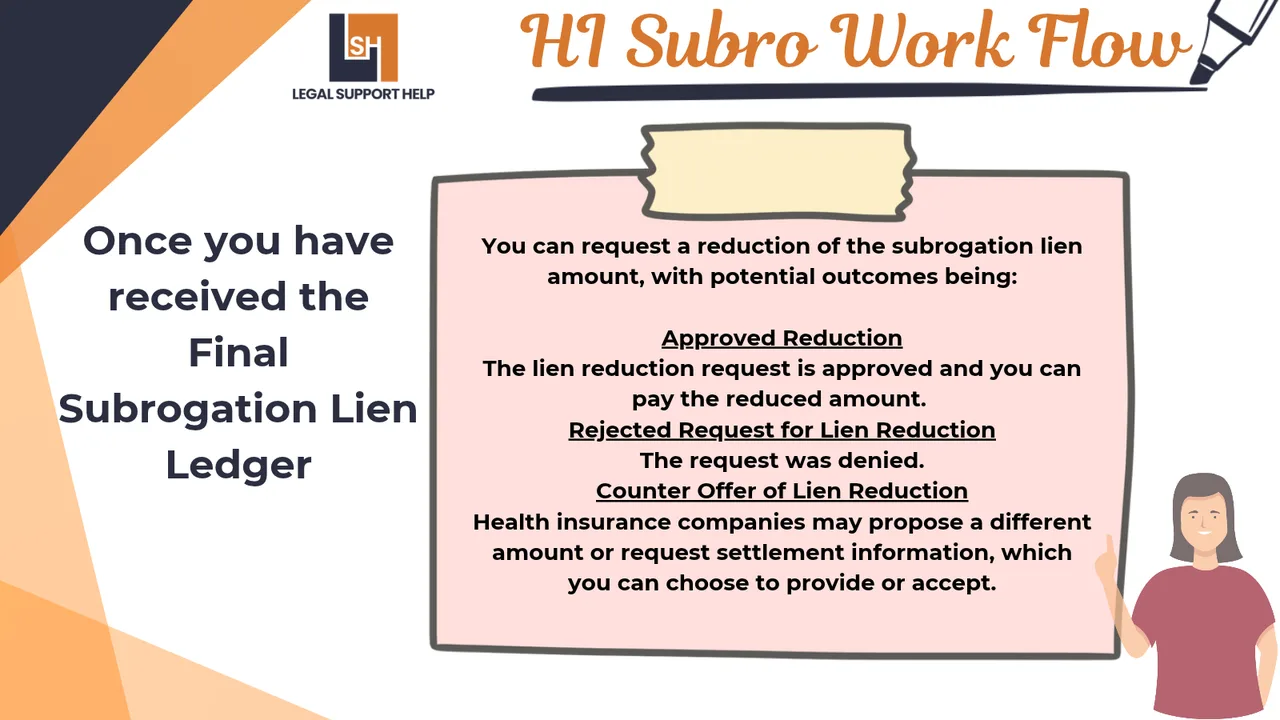 SH
LEGAL SUPPORT HELP
HI Subro Work Flow
Once you have
received the
Final
Subrogation Lien
Ledger
You can request a reduction of the subrogation lien
amount, with potential outcomes being:
Approved Reduction
The lien reduction request is approved and you can
pay the reduced amount.
Rejected Request for Lien Reduction
The request was denied.
Counter Offer of Lien Reduction
Health insurance companies may propose a different
amount or request settlement information, which
you can choose to provide or accept.